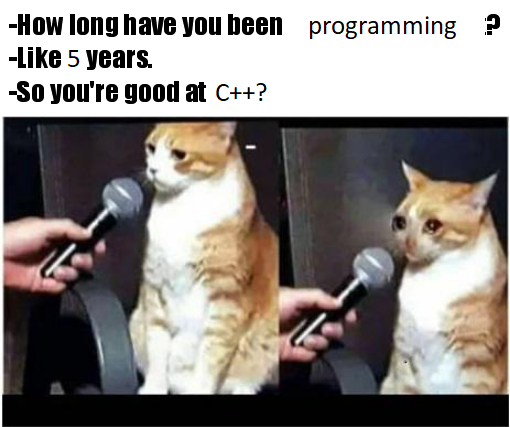 -How long have you been programming ?
-Like 5 years.
-So you're good at C++?